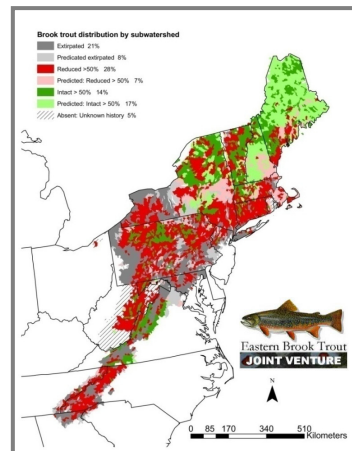 Brook trout distribution by subwatershed
Extirpated 21%
Predicated extirpated 8%
Reduced >50% 28%
Predicted: Reduced > 50% 7%
Intact > 50% 14%
Predicted: Intact > 50% 17%
Absent: Unknown history 5%
Eastern Brook Trout
JOINT VENTURE
N
0 85 170 340 510
Kilometers